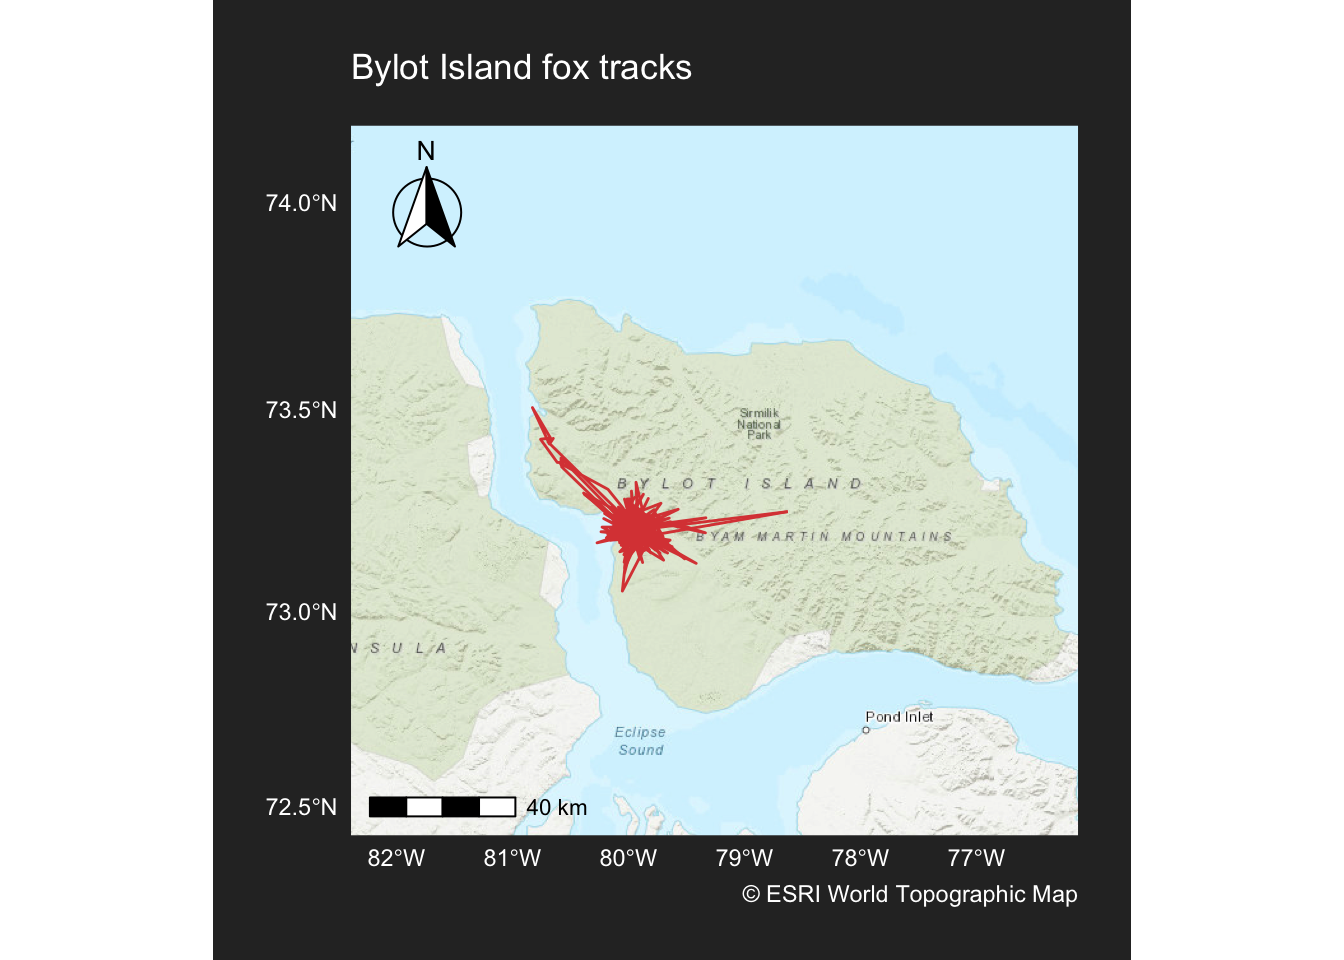 Bylot Island fox tracks
N
74.0°N
73.5°N
73.0°N
72.5°N
Sirmilik
National
Park
BYLOT ISLAND
BYAM MARTIN MOUNTAINS
NSULA
Pond Inlet
Eclipse
Sound
40 km
82°W 81°W 80°W 79°W 78°W 77°W
© ESRI World Topographic Map